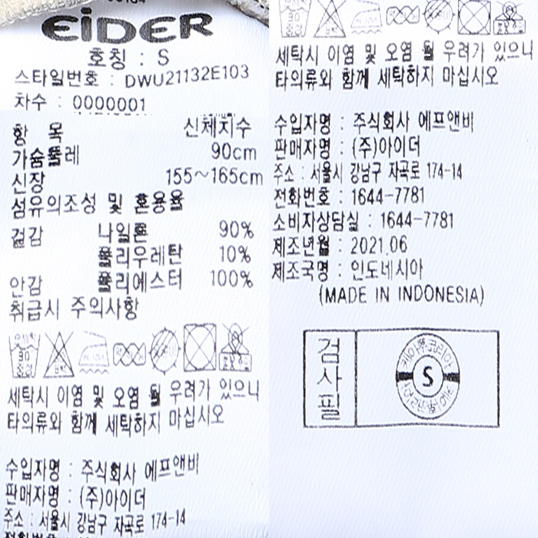 EiDER
호칭 : S
스타일번호 : DWU21132E103
차수 : 0000001
항 목 신체치수
가슴둘레 90cm
신장 155~165cm
섬유의조성 및 혼용율
겉감 나일론 90%
폴리우레탄 10%
안감 폴리에스터 100%
취급시 주의사항
세탁시 이염 및 오염 될 우려가 있으니
타의류와 함께 세탁하지 마십시오
수입자명 : 주식회사 에프앤비
판매자명 : (주)아이더
주소 : 서울시 강남구 자곡로 174-14
세탁시 이염 및 오염 될 우려가 있으니
타의류와 함께 세탁하지 마십시오
수입자명 : 주식회사 에프앤비
판매자명 : (주)아이더
주소 : 서울시 강남구 자곡로 174-14
전화번호 : 1644-7781
소비자상담실 : 1644-7781
제조년월 : 2021.06
제조국명 : 인도네시아
(MADE IN INDONESIA)
검사필
S